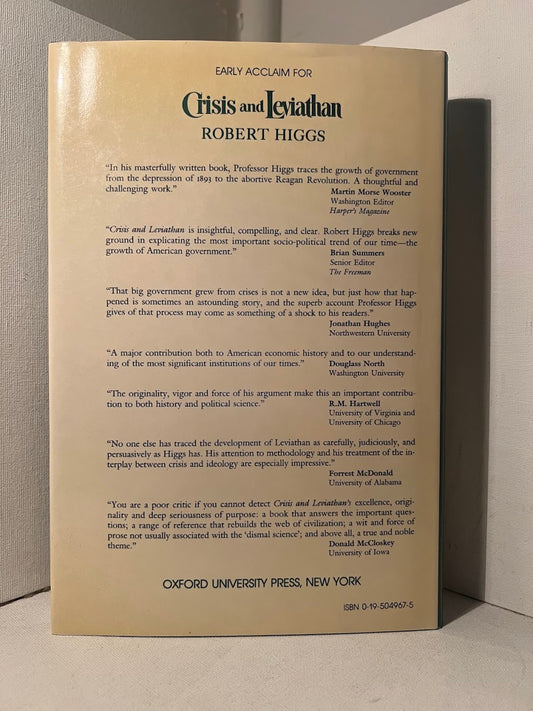 EARLY ACCLAIM FOR
Crisis and Leviathan
ROBERT HIGGS
“In his masterfully written book, Professor Higgs traces the growth of government
from the depression of 1893 to the abortive Reagan Revolution. A thoughtful and
challenging work.” Martin Morse Wooster
Washington Editor
Harper's Magazine
“Crisis and Leviathan is insightful, compelling, and clear. Robert Higgs breaks new
ground in explicating the most important socio-political trend of our time—the
growth of American government.” Brian Summers
Senior Editor
The Freeman
“That big government grew from crises is not a new idea, but just how that hap-
pened is sometimes an astounding story, and the superb account Professor Higgs
gives of that process may come as something of a shock to his readers.”
Jonathan Hughes
Northwestern University
“A major contribution both to American economic history and to our understand-
ing of the most significant institutions of our times.” Douglass North
Washington University
“The originality, vigor and force of his argument make this an important contribu-
tion to both history and political science.” R.M. Hartwell
University of Virginia and
University of Chicago
“No one else has traced the development of Leviathan as carefully, judiciously, and
persuasively as Higgs has. His attention to methodology and his treatment of the in-
terplay between crisis and ideology are especially impressive.”
Forrest McDonald
University of Alabama
“You are a poor critic if you cannot detect Crisis and Leviathan's excellence, origi-
nality and deep seriousness of purpose: a book that answers the important ques-
tions; a range of reference that rebuilds the web of civilization; a wit and force of
prose not usually associated with the ‘dismal science’; and above all, a true and noble
theme.” Donald McCloskey
University of Iowa
OXFORD UNIVERSITY PRESS, NEW YORK
ISBN 0-19-504967-5